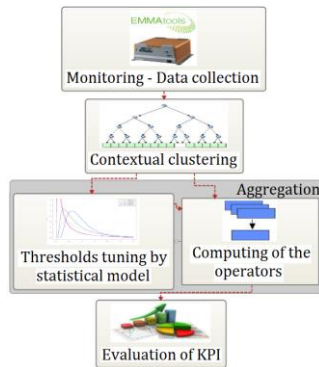 EMMAtools
Monitoring - Data collection
Contextual clustering
Aggregation
Thresholds tuning by
statistical model
Computing of the
operators
Evaluation of KPI